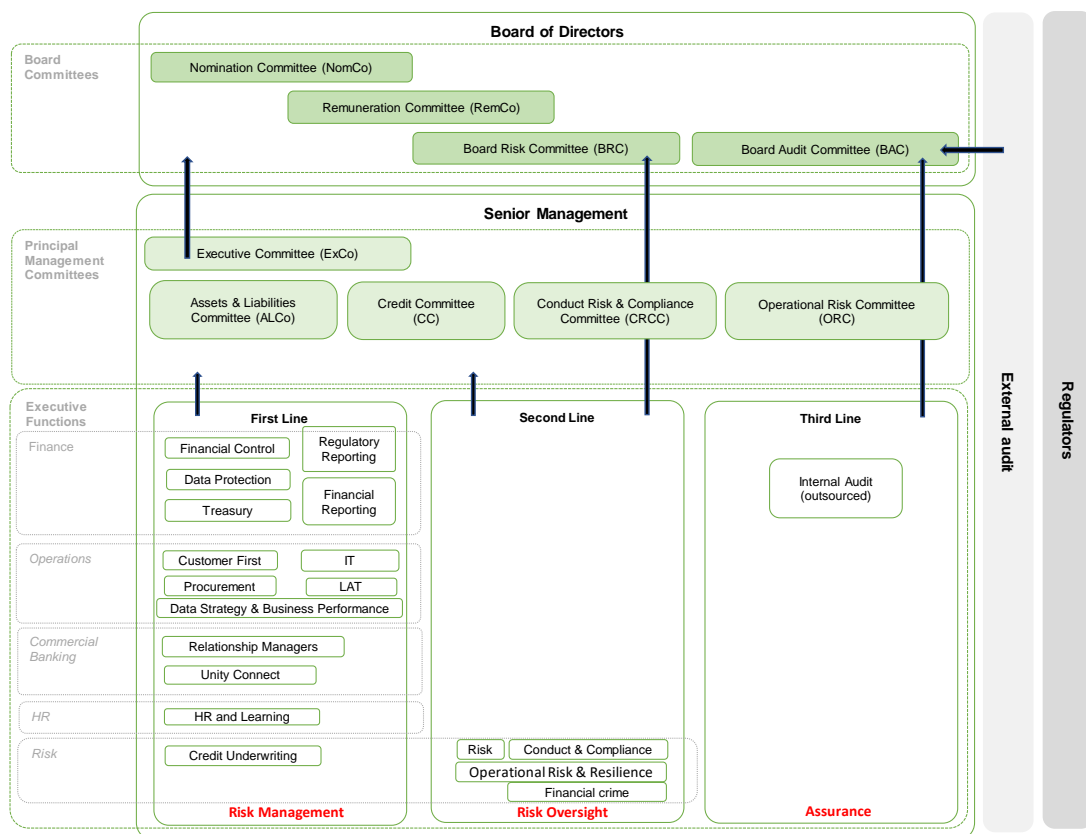 Board of Directors
Board
Committees
Nomination Committee (NomCo)
Remuneration Committee (RemCo)
Board Risk Committee (BRC)
Board Audit Committee (BAC)
Senior Management
Principal
Management
Committees
Executive Committee (ExCo)
Assets & Liabilities
Committee (ALCo)
Credit Committee
(CC)
Conduct Risk & Compliance
Committee (CRCC)
Operational Risk Committee
(ORC)
Executive
Functions
First Line
Second Line
Third Line
Finance
Financial Control
Regulatory
Reporting
Data Protection
Treasury
Financial
Reporting
Internal Audit
(outsourced)
Operations
Customer First
IT
Procurement
LAT
Data Strategy & Business Performance
Commercial
Banking
Relationship Managers
Unity Connect
HR
HR and Learning
Risk
Credit Underwriting
Risk
Conduct & Compliance
Operational Risk & Resilience
Financial crime
Risk Management
Risk Oversight
Assurance
External audit
Regulators